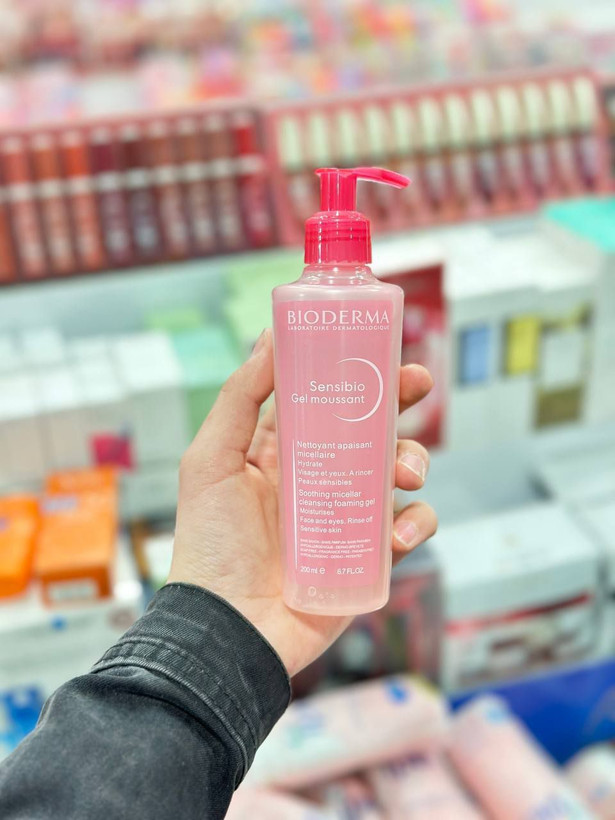 BIODERMA
LABORATOIRE DERMATOLOGIQUE
Sensibio
Gel moussant
Nettoyant apaisant
micellaire
Hydrate
Visage et yeux. A rincer
Peaux sensibles
Soothing micellar
cleansing foaming gel
Moisturises
Face and eyes. Rinse off
Sensitive skin
200 ml ℮ 6.7 FL.OZ.